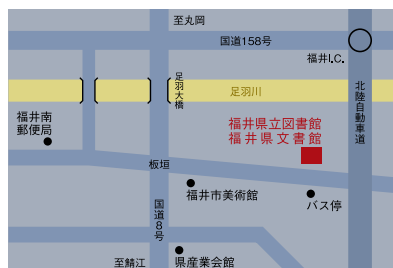 至丸岡
国道158号
福井I.C.
足羽大橋
足羽川
北陸自動車道
福井南
郵便局
福井県立図書館
福井県文書館
板垣
福井市美術館
バス停
国道8号
県産業会館
至鯖江